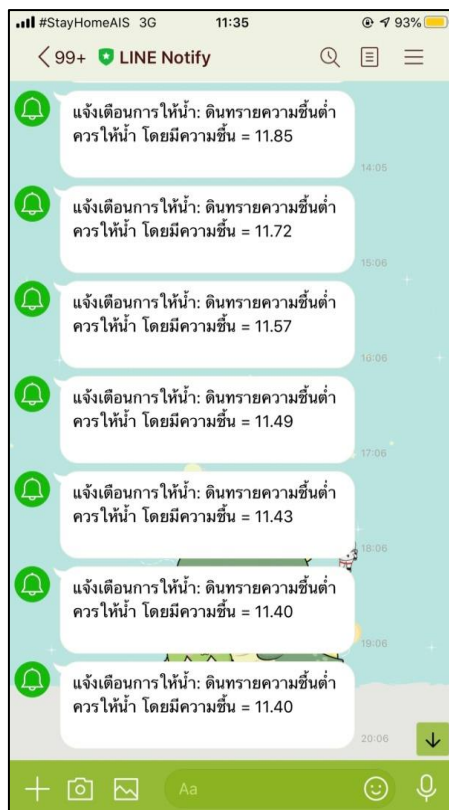 #StayHomeAIS 3G 11:35 93%
99+ LINE Notify
แจ้งเตือนการให้น้ำ: ดินทรายความชื้นต่ำ
ควรให้น้ำ โดยมีความชื้น = 11.85
14:05
แจ้งเตือนการให้น้ำ: ดินทรายความชื้นต่ำ
ควรให้น้ำ โดยมีความชื้น = 11.72
15:06
แจ้งเตือนการให้น้ำ: ดินทรายความชื้นต่ำ
ควรให้น้ำ โดยมีความชื้น = 11.57
16:06
แจ้งเตือนการให้น้ำ: ดินทรายความชื้นต่ำ
ควรให้น้ำ โดยมีความชื้น = 11.49
17:06
แจ้งเตือนการให้น้ำ: ดินทรายความชื้นต่ำ
ควรให้น้ำ โดยมีความชื้น = 11.43
18:06
แจ้งเตือนการให้น้ำ: ดินทรายความชื้นต่ำ
ควรให้น้ำ โดยมีความชื้น = 11.40
19:06
แจ้งเตือนการให้น้ำ: ดินทรายความชื้นต่ำ
ควรให้น้ำ โดยมีความชื้น = 11.40
20:06
Aa